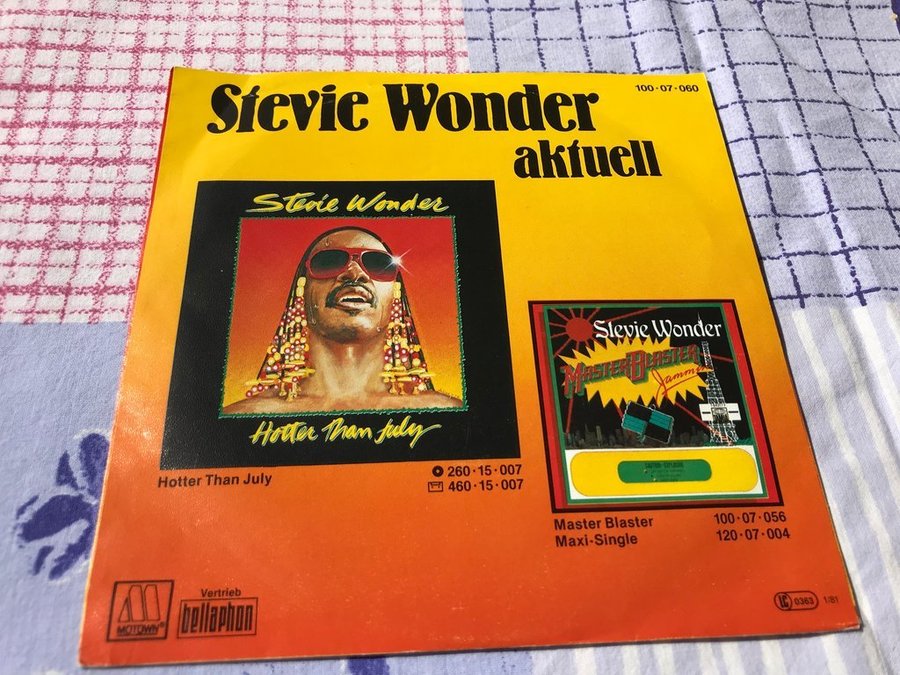 Stevie Wonder
100·07·060
aktuell
Stevie Wonder
Hotter Than July
Hotter Than July
260·15·007
460·15·007
Stevie Wonder
MASTER BLASTER
Jammin
Master Blaster 100·07·056
Maxi-Single 120·07·004
MOTOWN®
Vertrieb
bellaphon
LC 0363 1/81